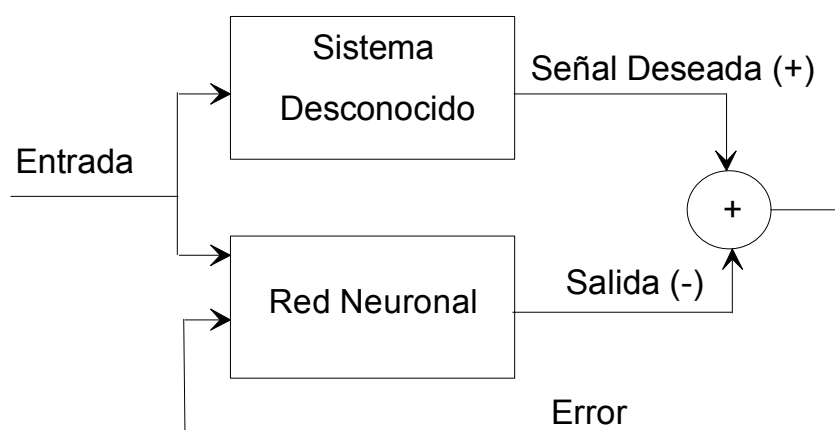 Sistema
Desconocido
Señal Deseada (+)
Entrada
+
Red Neuronal
Salida (-)
Error